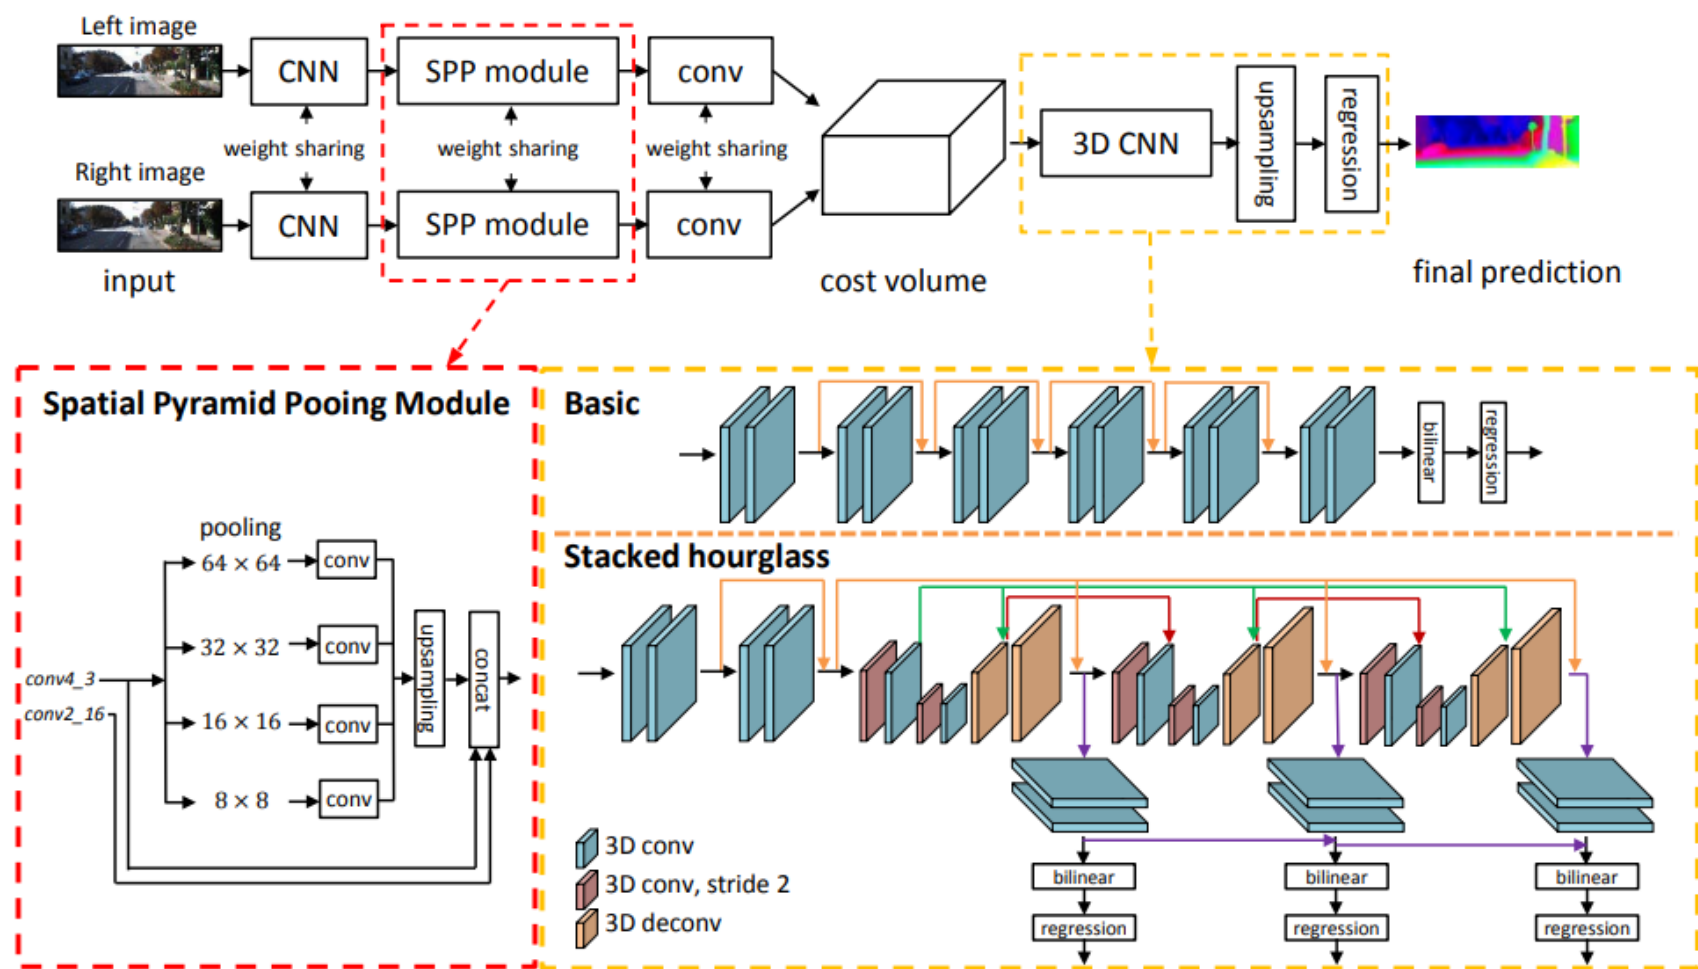 Left image
CNN
SPP module
conv
weight sharing
weight sharing
weight sharing
Right image
CNN
SPP module
conv
input
cost volume
3D CNN
upsampling
regression
final prediction
Spatial Pyramid Pooing Module
pooling
64 × 64
conv
32 × 32
conv
16 × 16
conv
8 × 8
conv
conv4_3
conv2_16
upsampling
concat
Basic
bilinear
regression
Stacked hourglass
3D conv
3D conv, stride 2
3D deconv
bilinear
regression
bilinear
regression
bilinear
regression